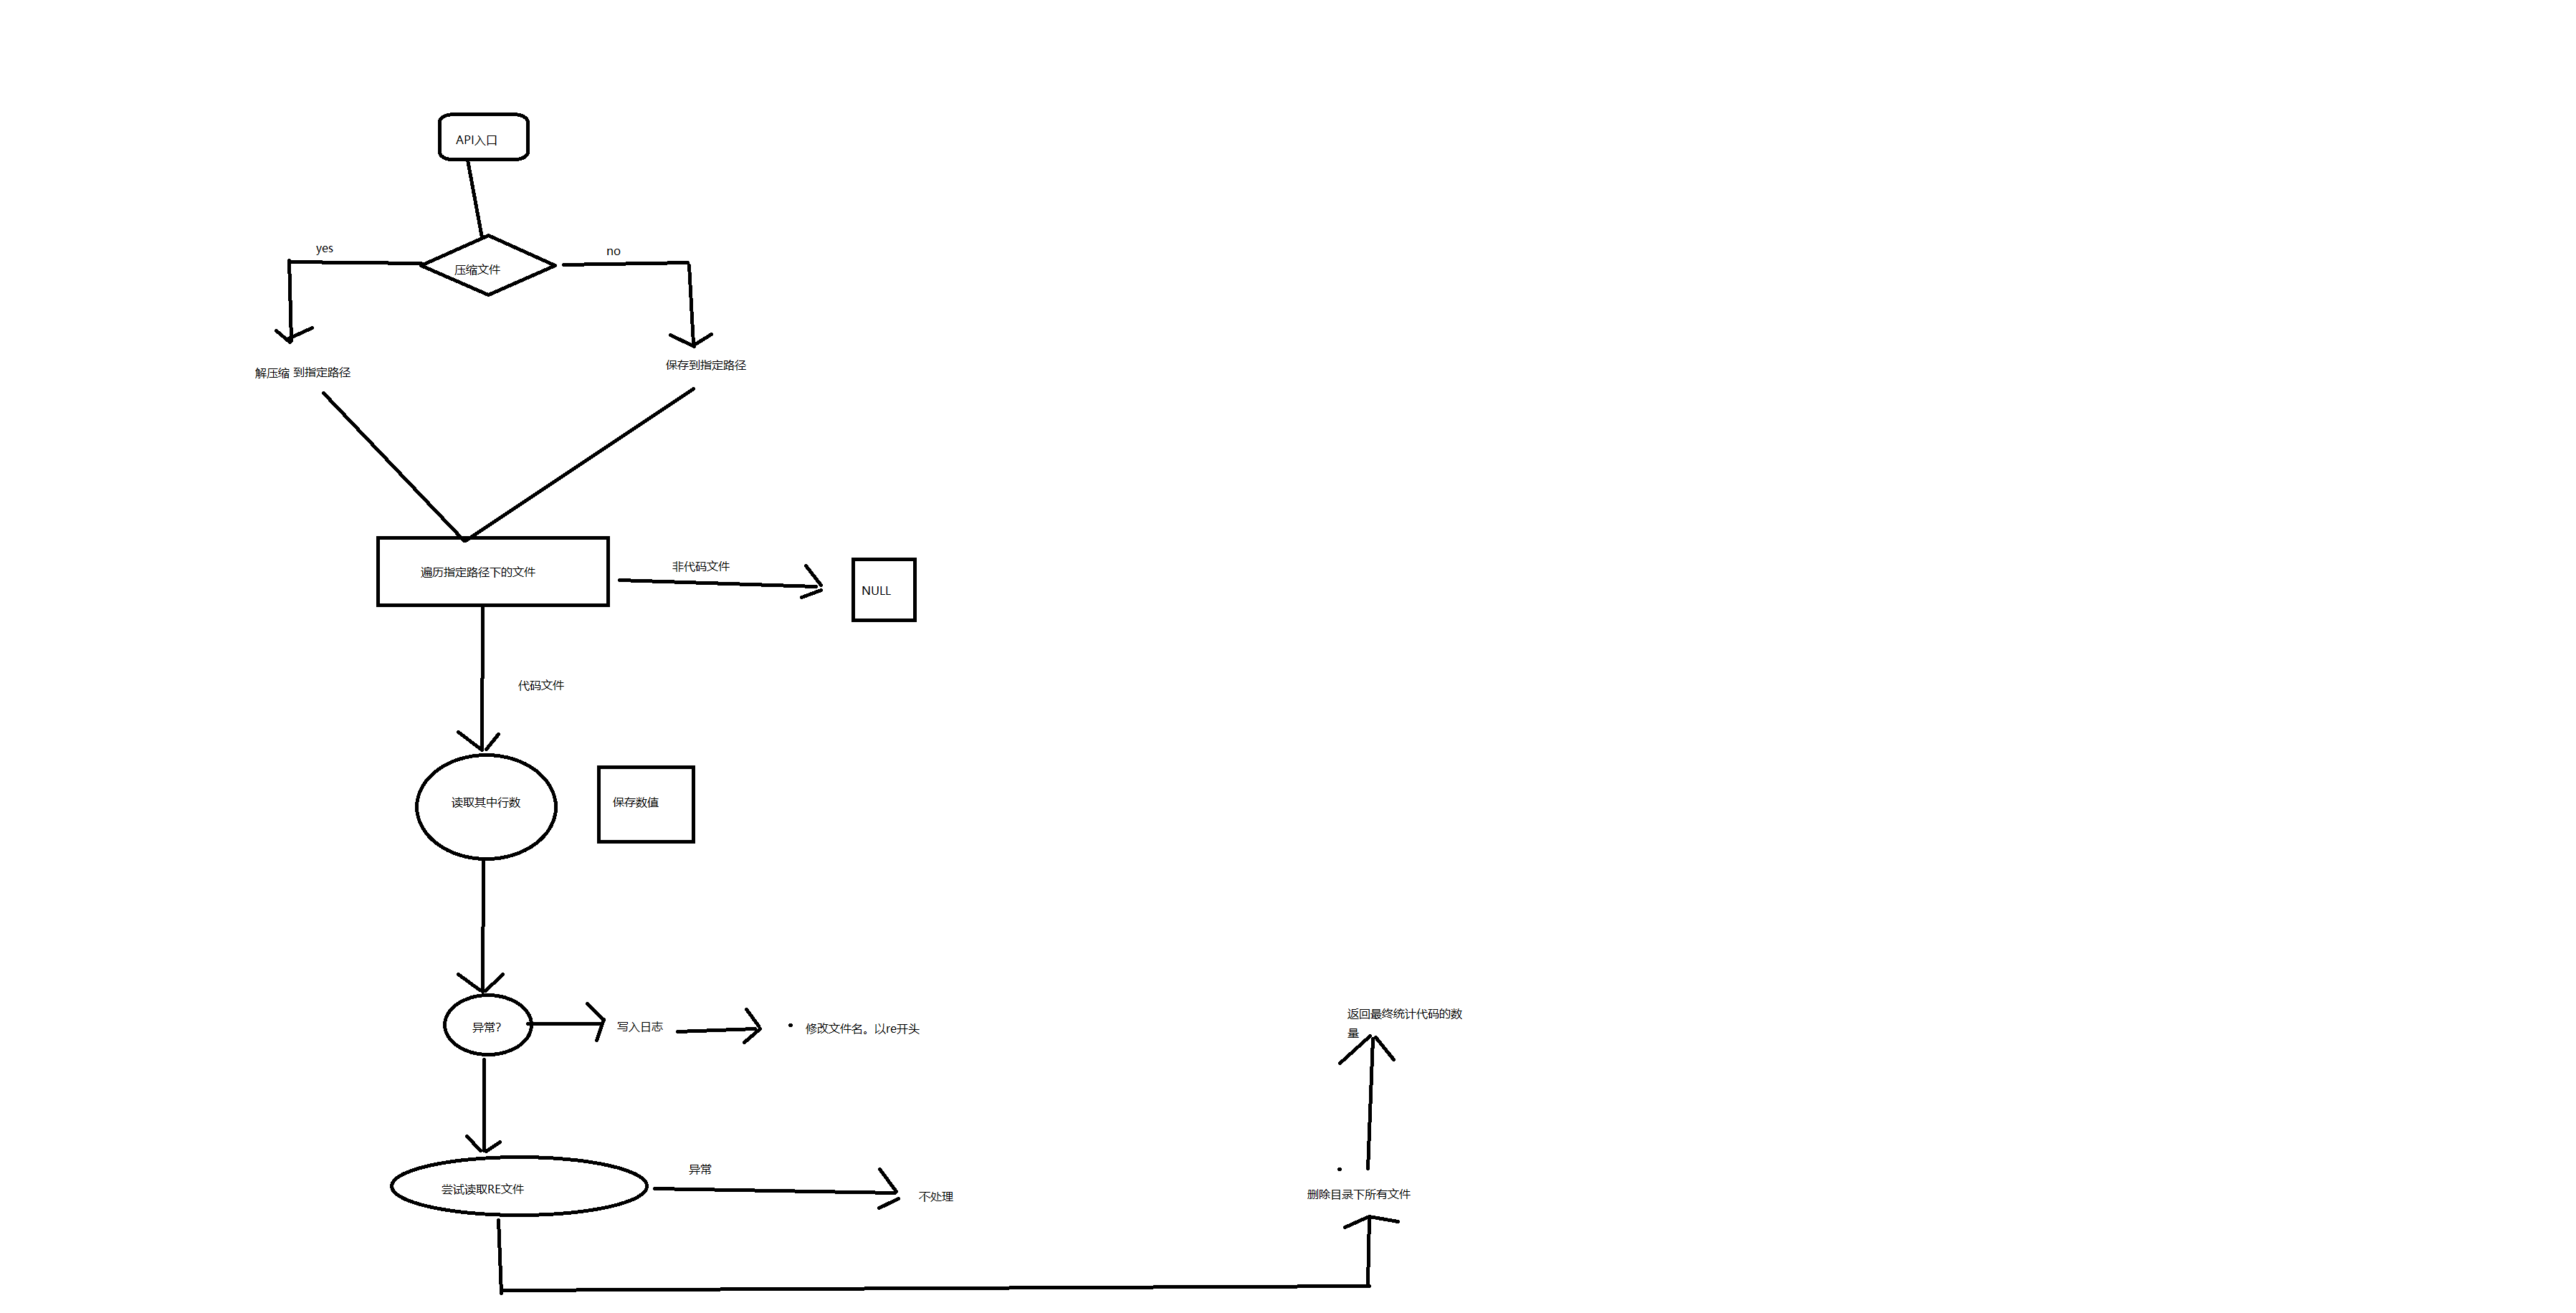 API入口
yes
no
压缩文件
解压缩 到指定路径
保存到指定路径
遍历指定路径下的文件
非代码文件
NULL
代码文件
读取其中行数
保存数值
异常?
写入日志
修改文件名。以re开头
返回最终统计代码的数
量
尝试读取RE文件
异常
不处理
删除目录下所有文件